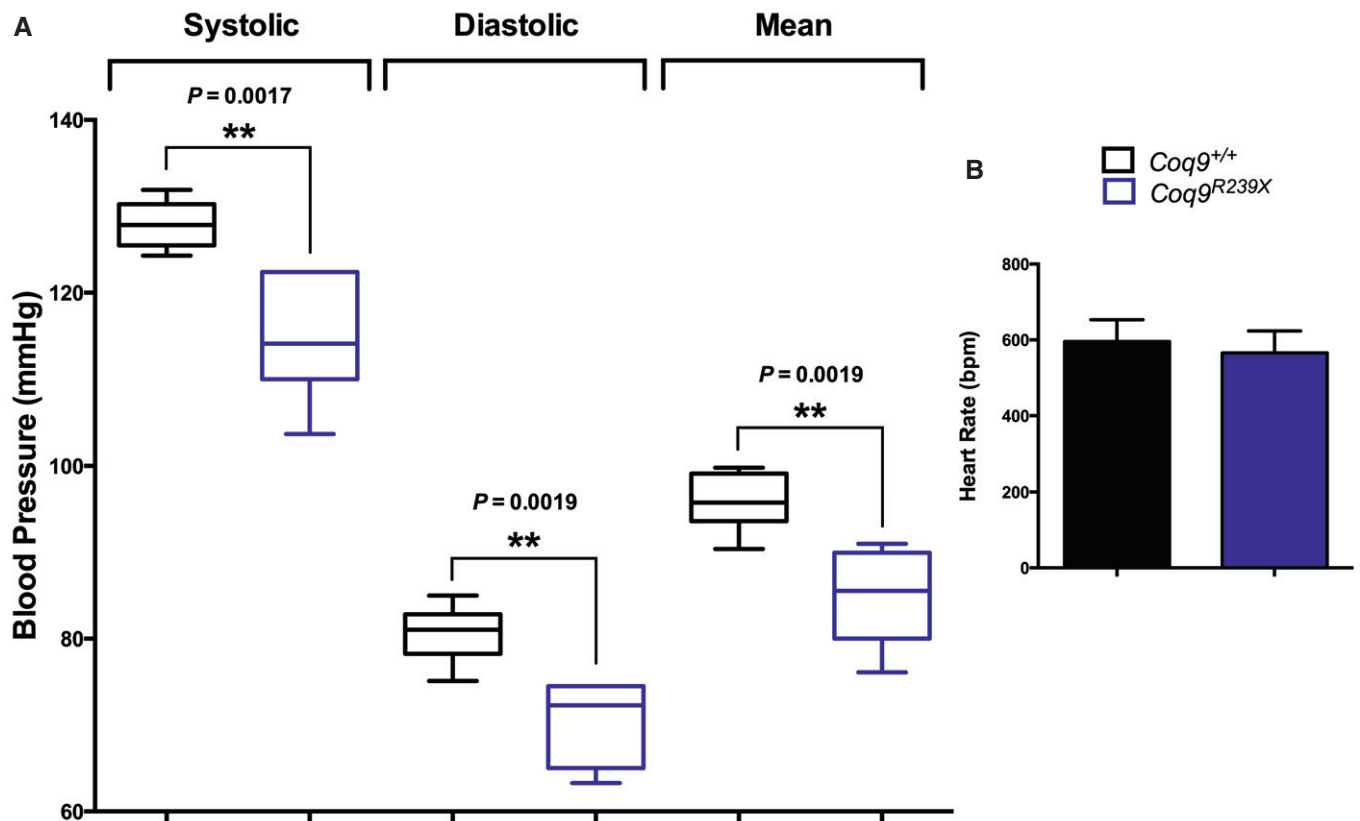 A
Systolic Diastolic Mean
P = 0.0017
**
P = 0.0019
**
P = 0.0019
**
Blood Pressure (mmHg)
140
120
100
80
60
B
Coq9+/+
Coq9R239X
Heart Rate (bpm)
800
600
400
200
0